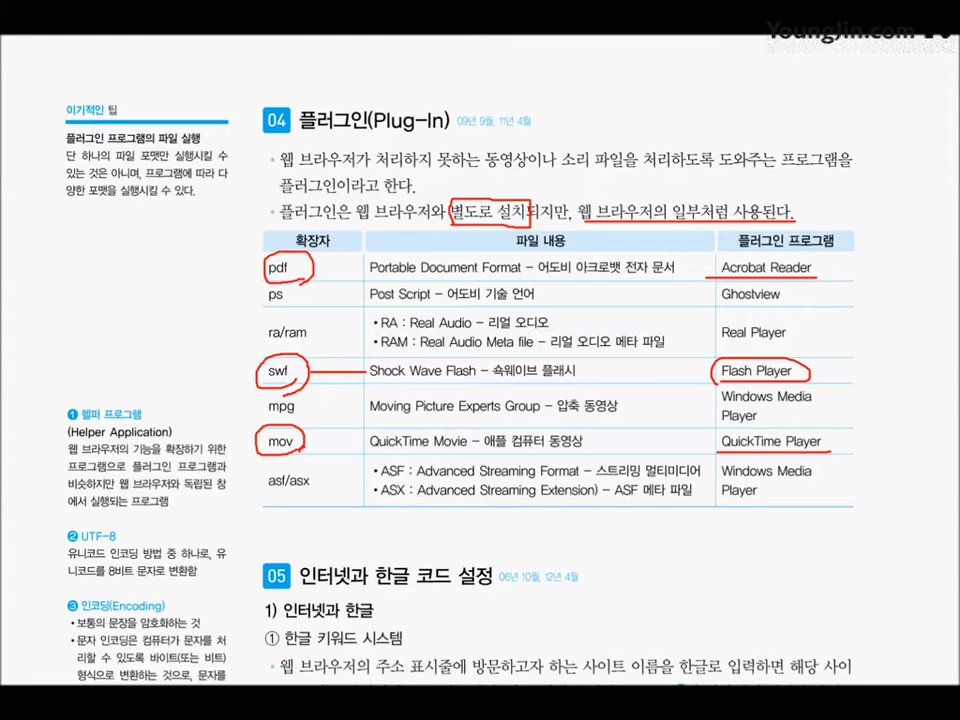 YoungJin.com
이기적인 팁
플러그인 프로그램의 파일 실행
단 하나의 파일 포맷만 실행시킬 수
있는 것은 아니며, 프로그램에 따라 다
양한 포맷을 실행시킬 수 있다.
04 플러그인(Plug-In) 09년 9월, 11년 4월
• 웹 브라우저가 처리하지 못하는 동영상이나 소리 파일을 처리하도록 도와주는 프로그램을
플러그인이라고 한다.
• 플러그인은 웹 브라우저와 별도로 설치되지만, 웹 브라우저의 일부처럼 사용된다.
확장자 파일 내용 플러그인 프로그램
pdf Portable Document Format - 어도비 아크로뱃 전자 문서 Acrobat Reader
ps Post Script - 어도비 기술 언어 Ghostview
ra/ram • RA : Real Audio - 리얼 오디오 Real Player
• RAM : Real Audio Meta file - 리얼 오디오 메타 파일
swf Shock Wave Flash - 쇽웨이브 플래시 Flash Player
mpg Moving Picture Experts Group - 압축 동영상 Windows Media
Player
mov QuickTime Movie - 애플 컴퓨터 동영상 QuickTime Player
asf/asx • ASF : Advanced Streaming Format - 스트리밍 멀티미디어 Windows Media
• ASX : Advanced Streaming Extension) - ASF 메타 파일 Player
❶ 헬퍼 프로그램
(Helper Application)
웹 브라우저의 기능을 확장하기 위한
프로그램으로 플러그인 프로그램과
비슷하지만 웹 브라우저와 독립된 창
에서 실행되는 프로그램
❷ UTF-8
유니코드 인코딩 방법 중 하나로, 유
니코드를 8비트 문자로 변환함
❸ 인코딩(Encoding)
• 보통의 문장을 암호화하는 것
• 문자 인코딩은 컴퓨터가 문자를 처
리할 수 있도록 바이트(또는 비트)
형식으로 변환하는 것으로, 문자를
05 인터넷과 한글 코드 설정 06년 10월, 12년 4월
1) 인터넷과 한글
① 한글 키워드 시스템
• 웹 브라우저의 주소 표시줄에 방문하고자 하는 사이트 이름을 한글로 입력하면 해당 사이